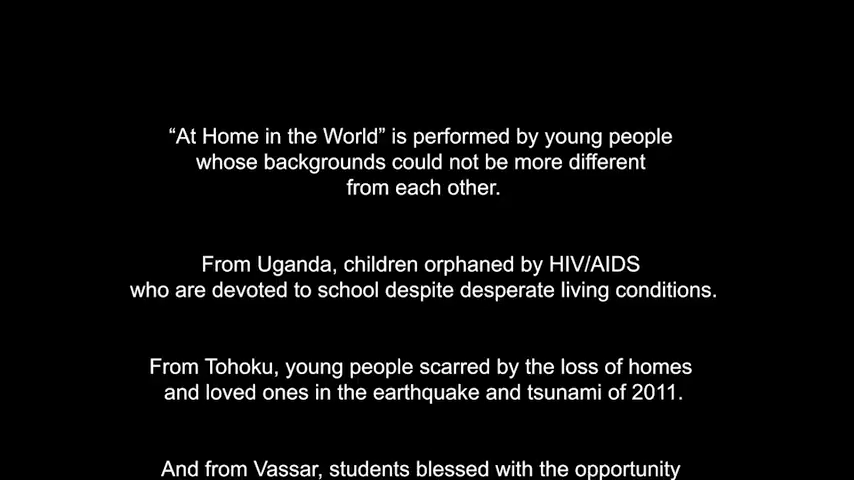 “At Home in the World” is performed by young people
whose backgrounds could not be more different
from each other.
From Uganda, children orphaned by HIV/AIDS
who are devoted to school despite desperate living conditions.
From Tohoku, young people scarred by the loss of homes
and loved ones in the earthquake and tsunami of 2011.
And from Vassar, students blessed with the opportunity